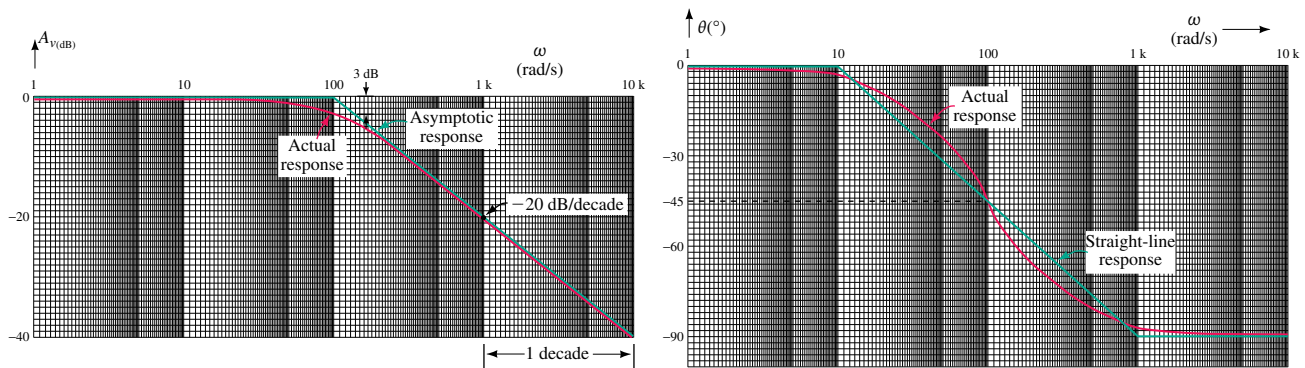 A_v(dB)
ω
(rad/s)
1
10
100
3 dB
1 k
10 k
0
Asymptotic
response
Actual
response
−20
−20 dB/decade
−40
1 decade
θ(°)
ω
(rad/s)
1
10
100
1 k
10 k
0
Actual
response
−30
−45
−60
Straight-line
response
−90